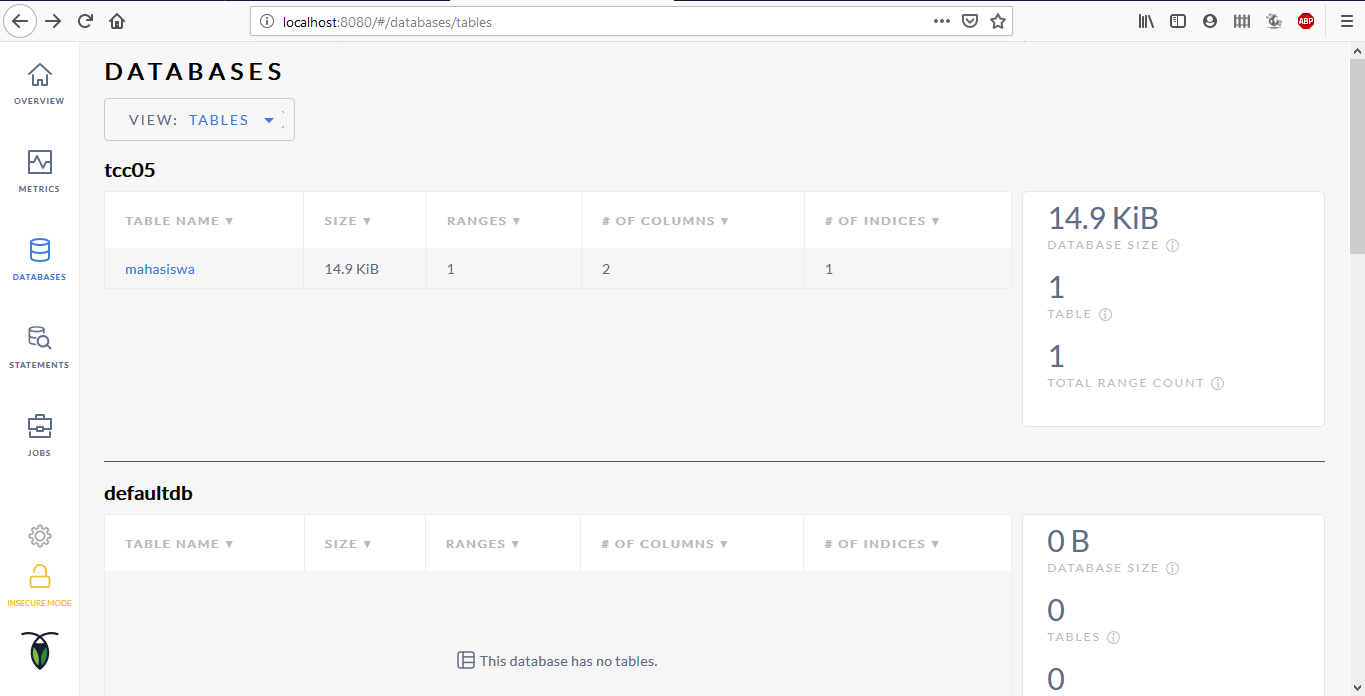 localhost:8080/#/databases/tables
ABP
OVERVIEW
METRICS
DATABASES
STATEMENTS
JOBS
INSECURE MODE
DATABASES
VIEW: TABLES
tcc05
TABLE NAME ▼ SIZE ▼ RANGES ▼ # OF COLUMNS ▼ # OF INDICES ▼
mahasiswa 14.9 KiB 1 2 1
14.9 KiB
DATABASE SIZE
1
TABLE
1
TOTAL RANGE COUNT
defaultdb
TABLE NAME ▼ SIZE ▼ RANGES ▼ # OF COLUMNS ▼ # OF INDICES ▼
This database has no tables.
0 B
DATABASE SIZE
0
TABLES
0